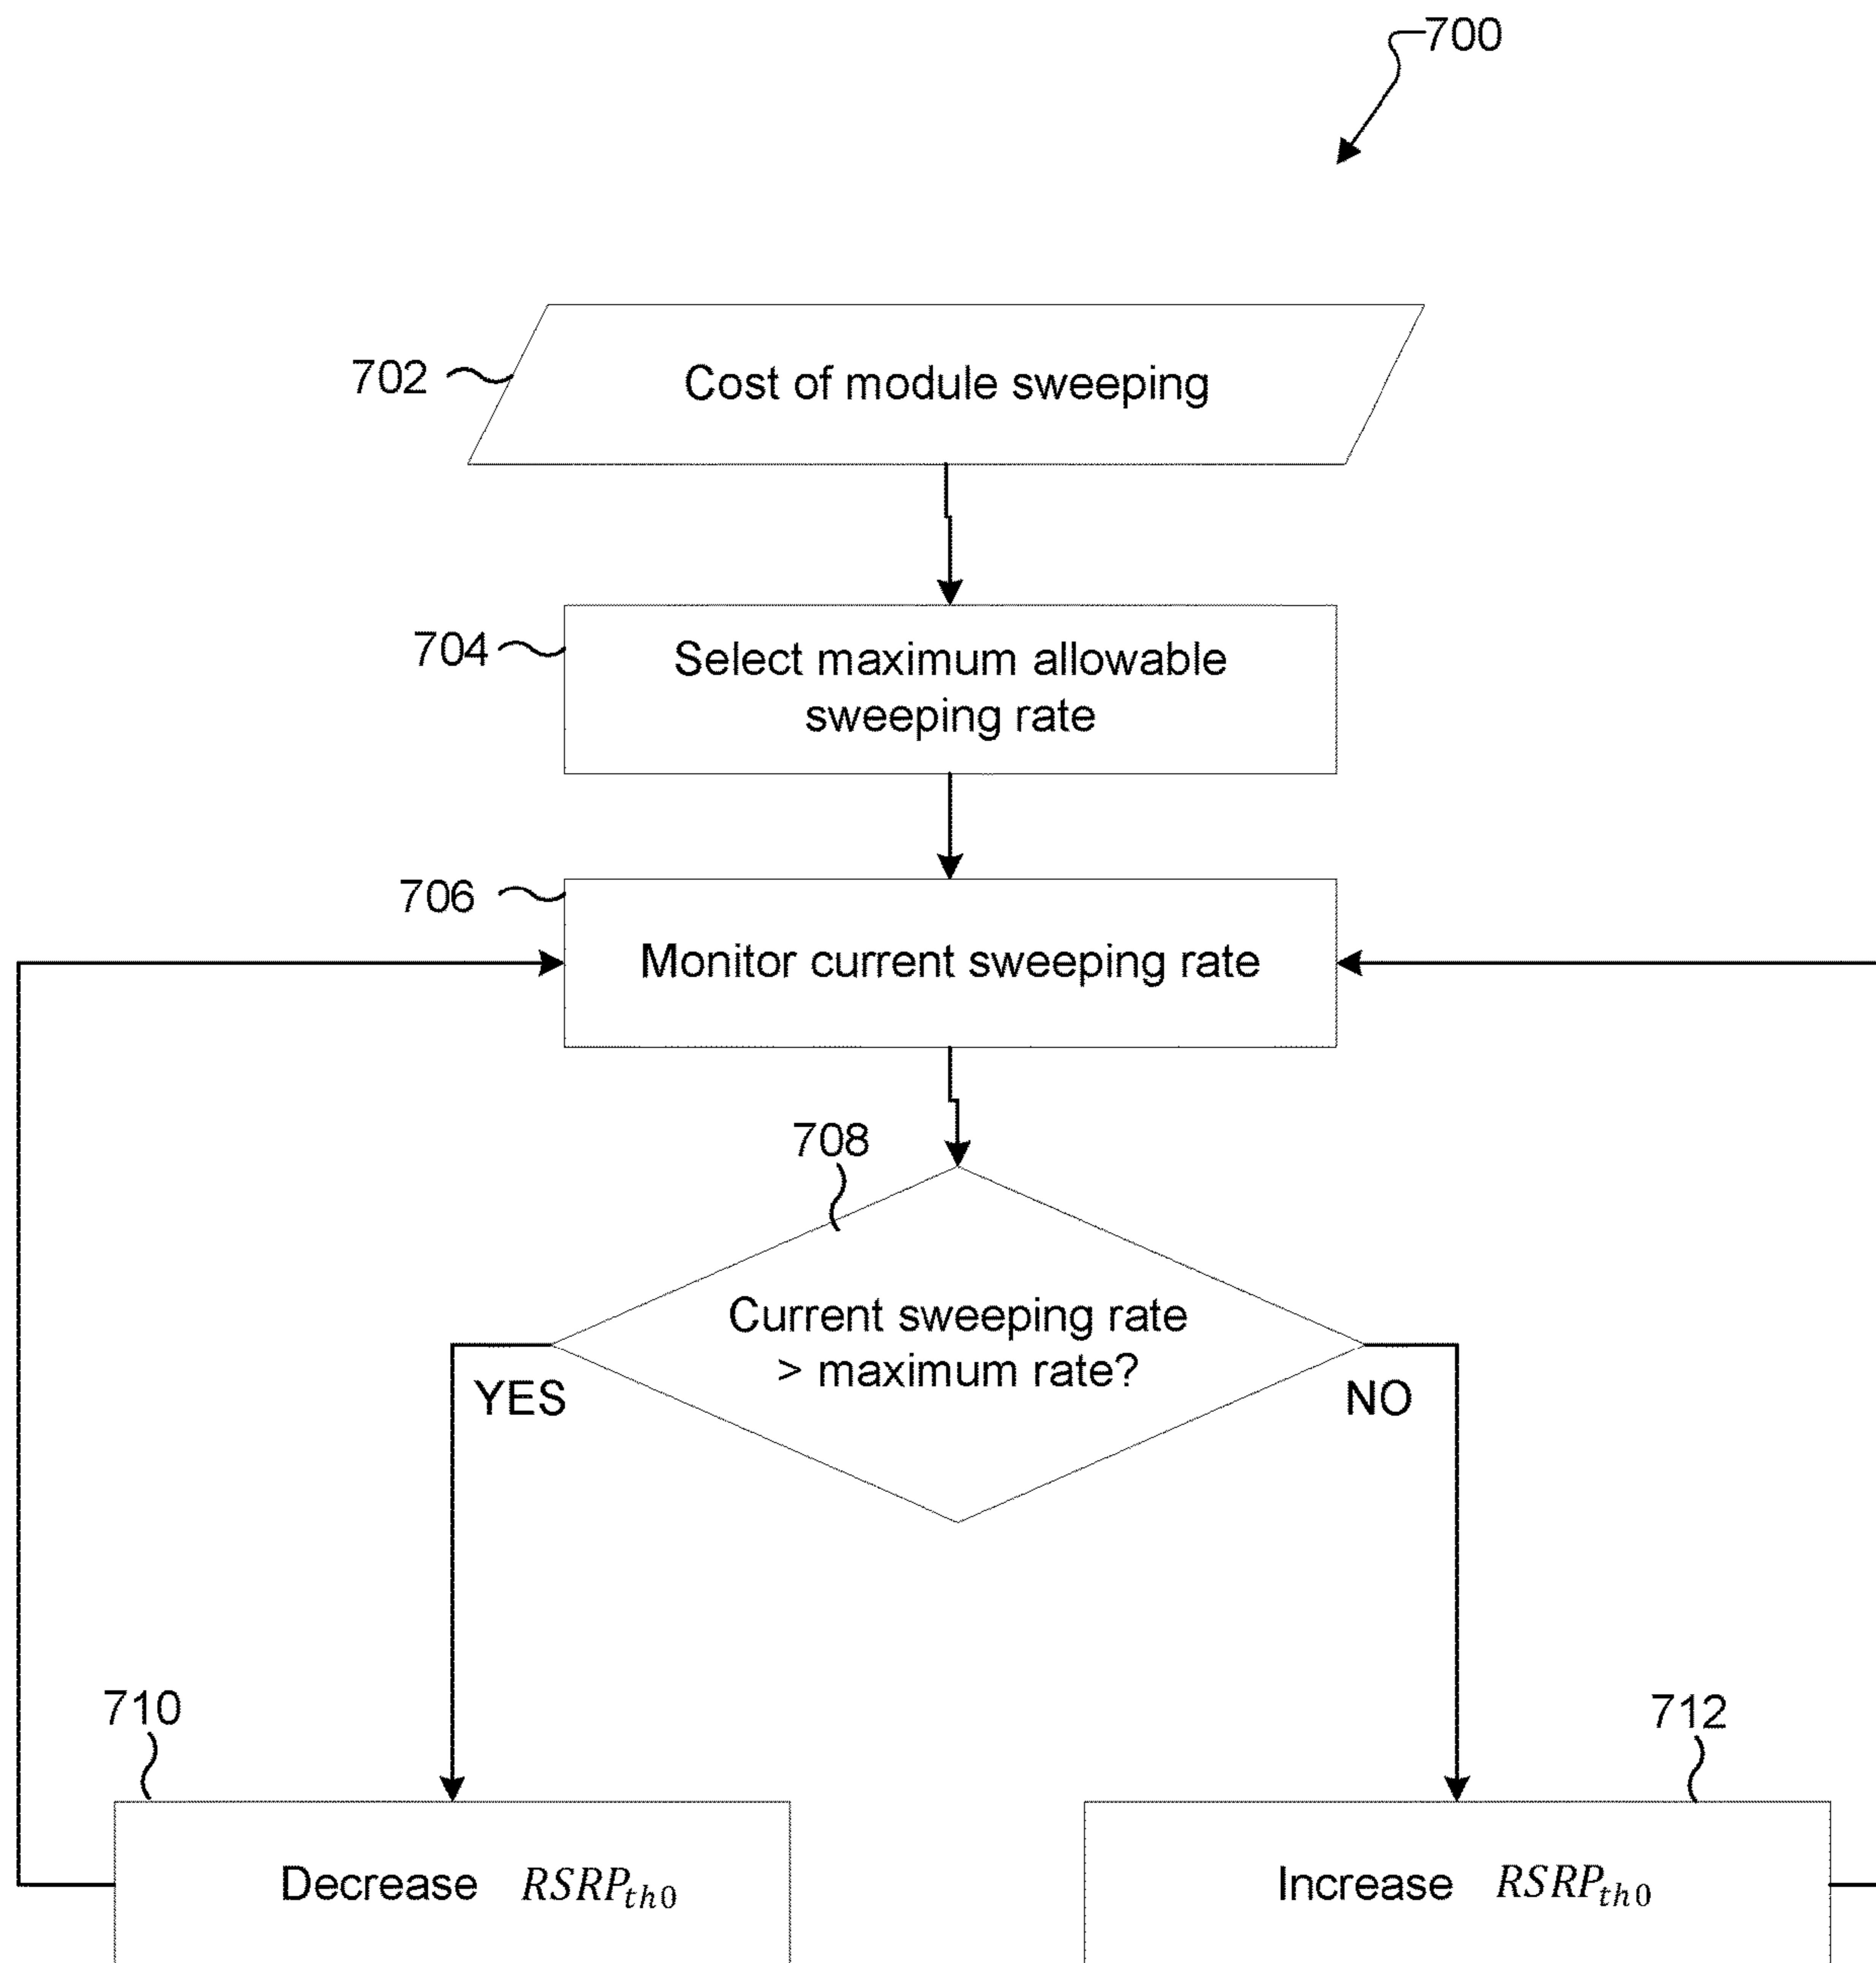 700
702
Cost of module sweeping
704
Select maximum allowable
sweeping rate
706
Monitor current sweeping rate
708
Current sweeping rate
> maximum rate?
YES
NO
710
712
Decrease RSRP_th0
Increase RSRP_th0